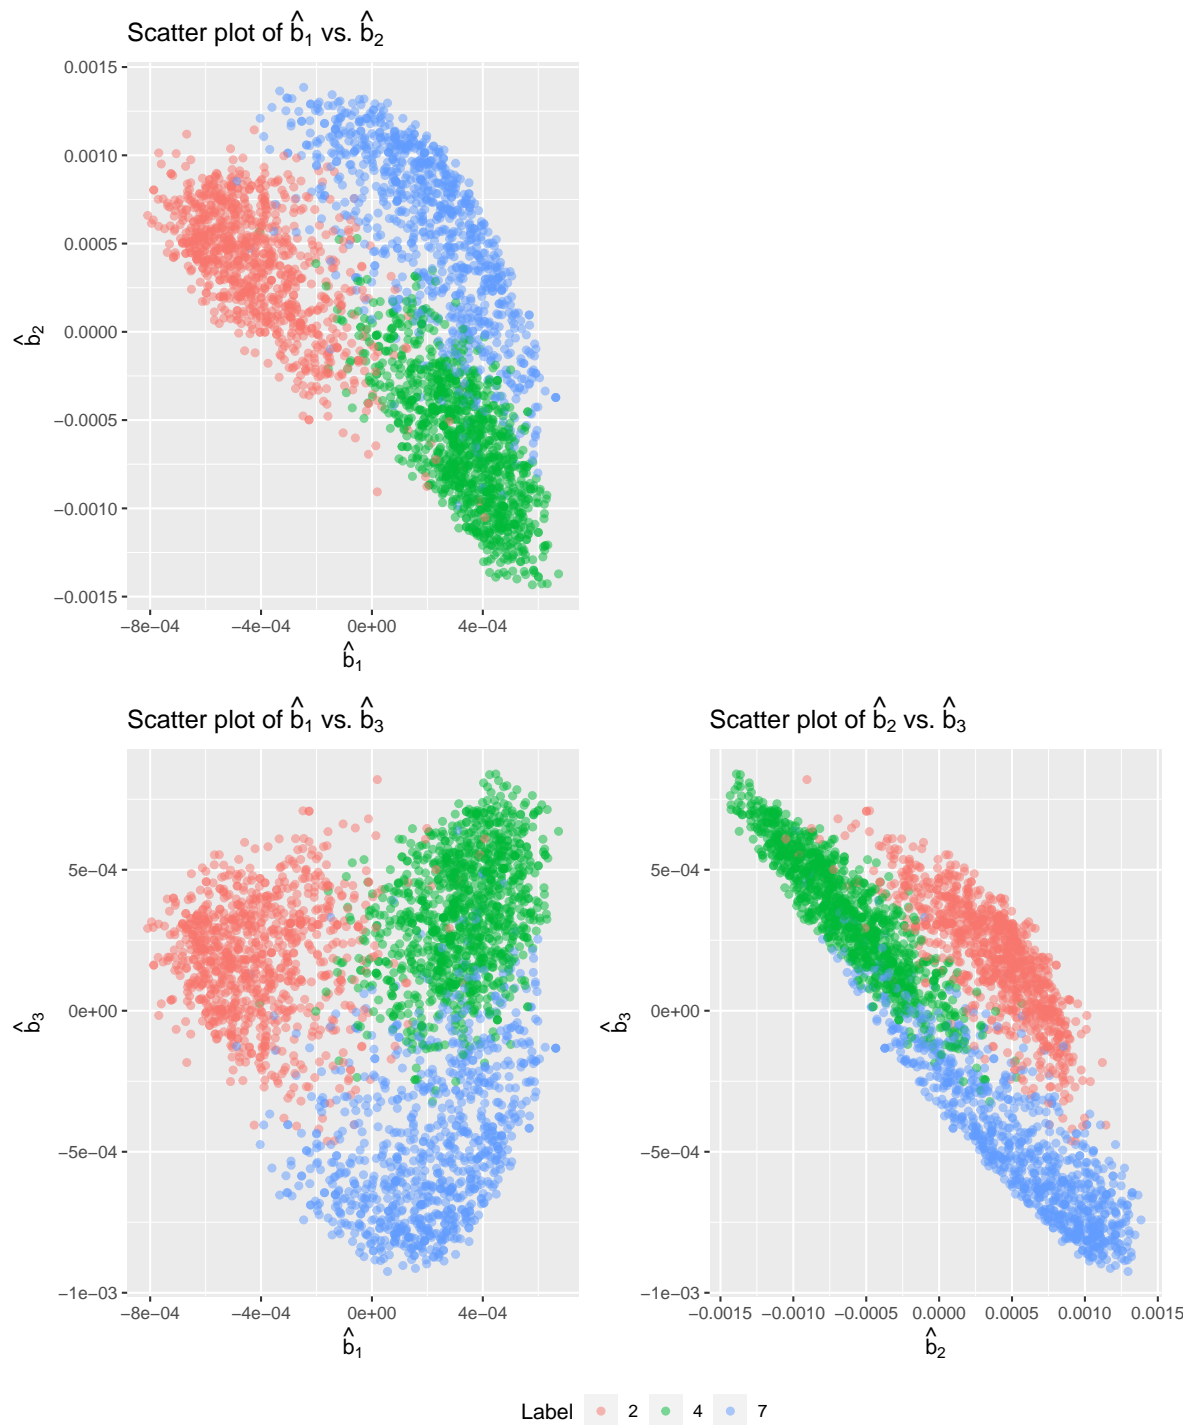 Scatter plot of b̂₁ vs. b̂₂
0.0015
0.0010
0.0005
0.0000
−0.0005
−0.0010
−0.0015
b̂₂
−8e−04 −4e−04 0e+00 4e−04
b̂₁
Scatter plot of b̂₁ vs. b̂₃
5e−04
0e+00
−5e−04
−1e−03
b̂₃
−8e−04 −4e−04 0e+00 4e−04
b̂₁
Scatter plot of b̂₂ vs. b̂₃
5e−04
0e+00
−5e−04
−1e−03
b̂₃
−0.0015 −0.0010 −0.0005 0.0000 0.0005 0.0010 0.0015
b̂₂
Label 2 4 7